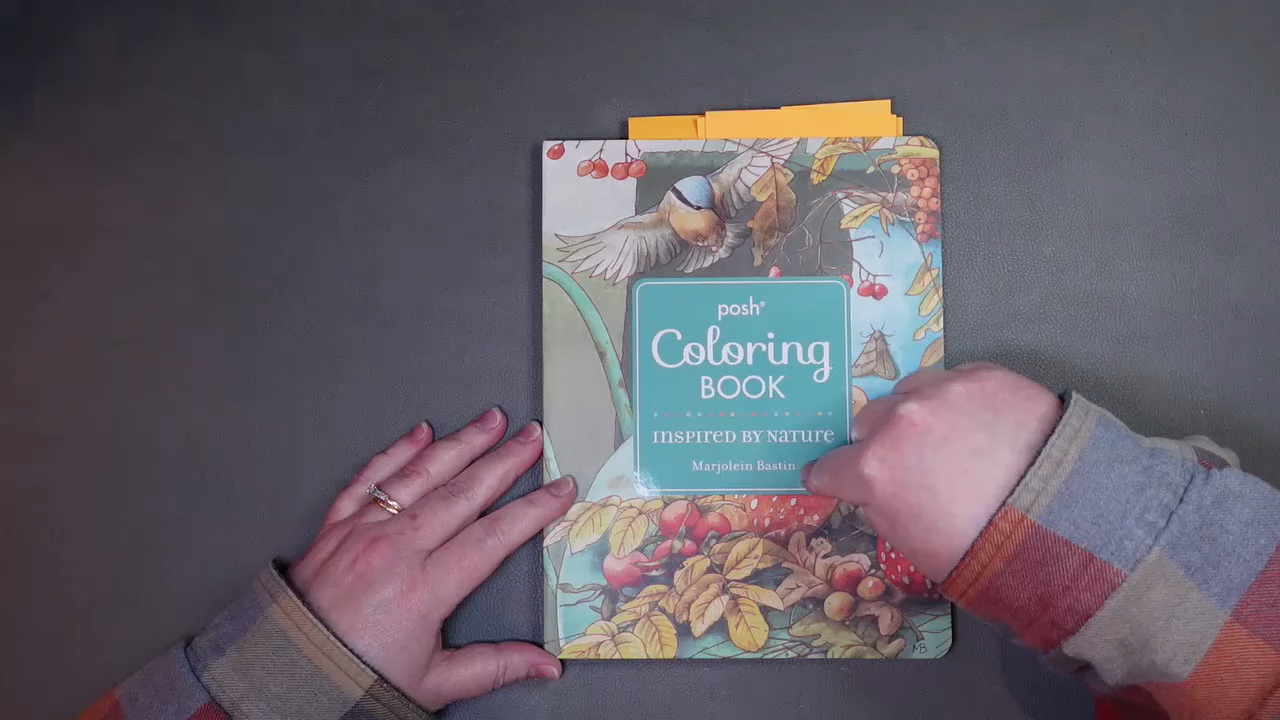 posh®
Coloring
BOOK
INSPIRED BY NATURE
Marjolein Bastin
MB